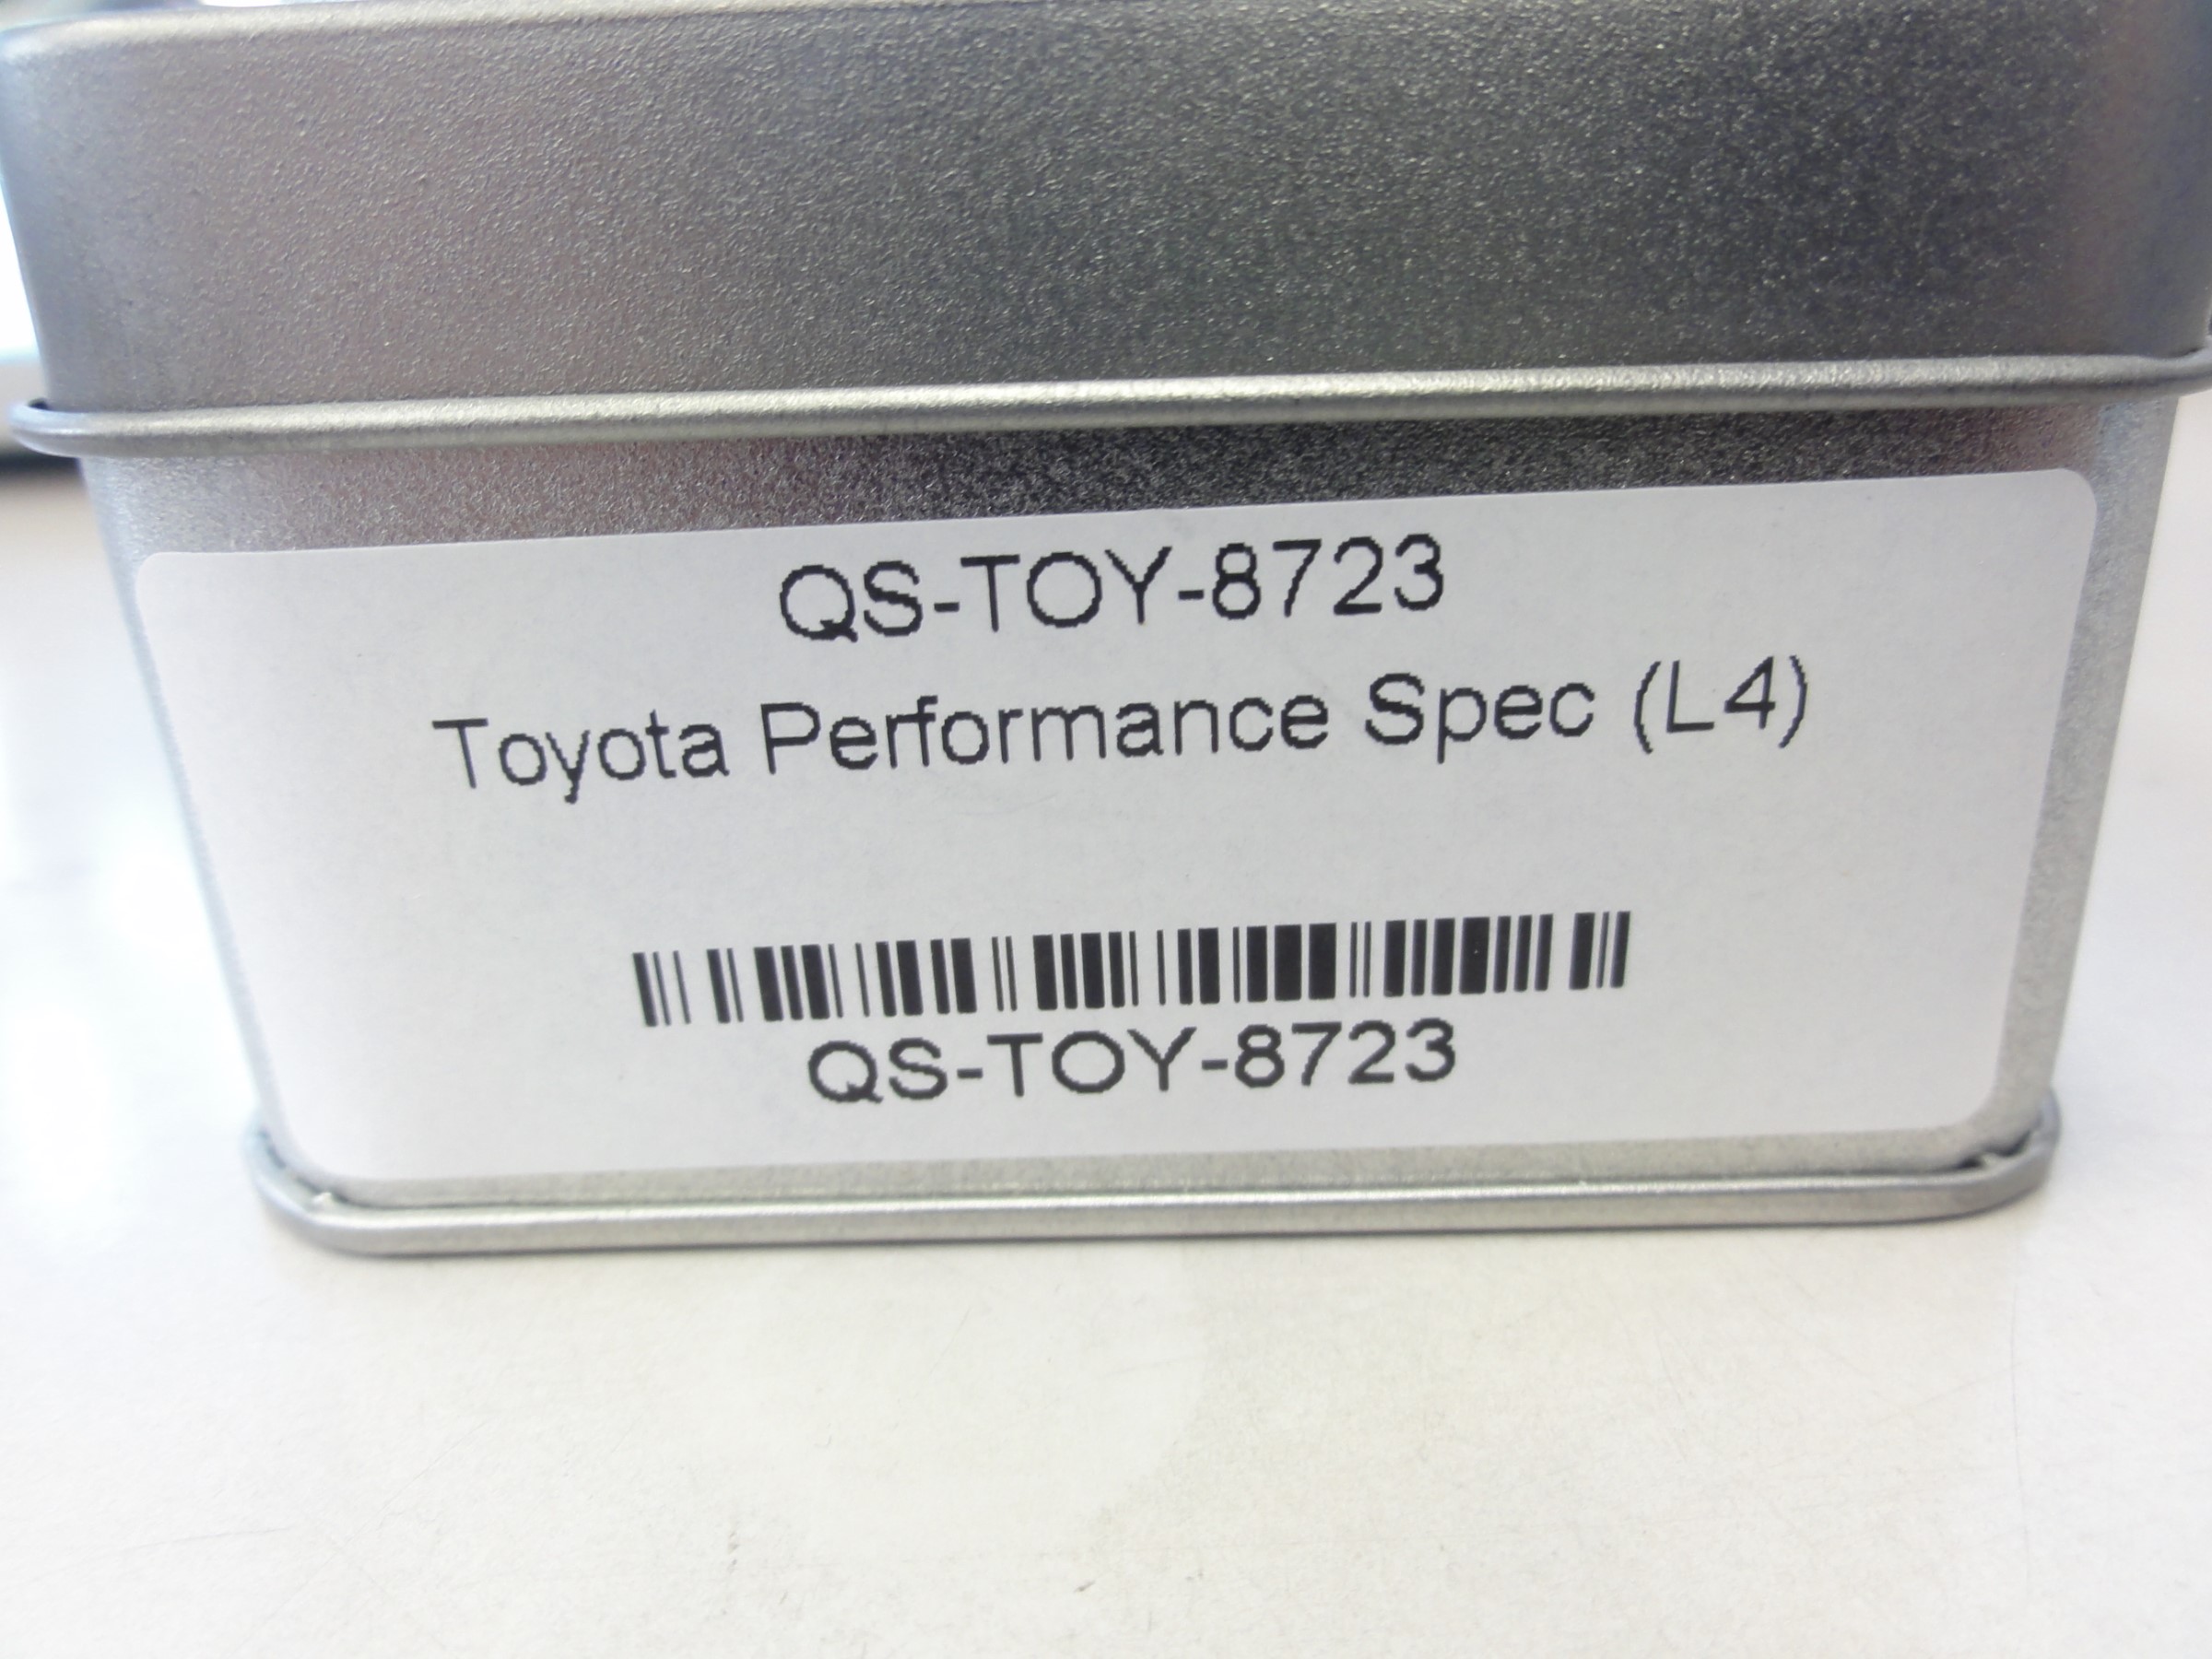 QS-TOY-8723
Toyota Performance Spec (L4)
QS-TOY-8723